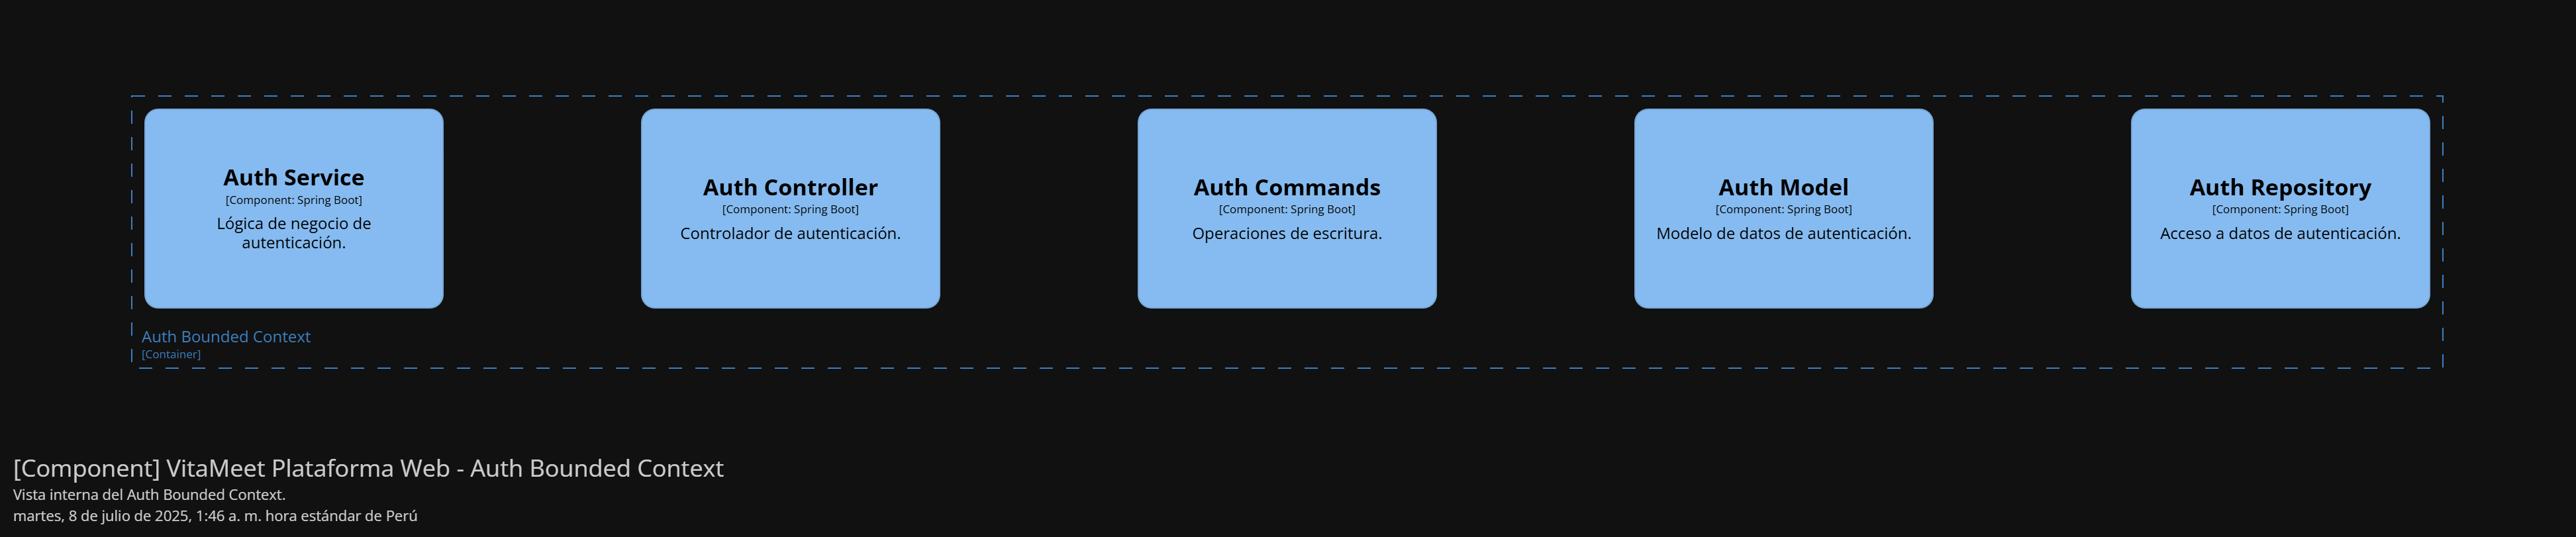 Auth Service
[Component: Spring Boot]
Lógica de negocio de
autenticación.
Auth Controller
[Component: Spring Boot]
Controlador de autenticación.
Auth Commands
[Component: Spring Boot]
Operaciones de escritura.
Auth Model
[Component: Spring Boot]
Modelo de datos de autenticación.
Auth Repository
[Component: Spring Boot]
Acceso a datos de autenticación.
Auth Bounded Context
[Container]
[Component] VitaMeet Plataforma Web - Auth Bounded Context
Vista interna del Auth Bounded Context.
martes, 8 de julio de 2025, 1:46 a. m. hora estándar de Perú